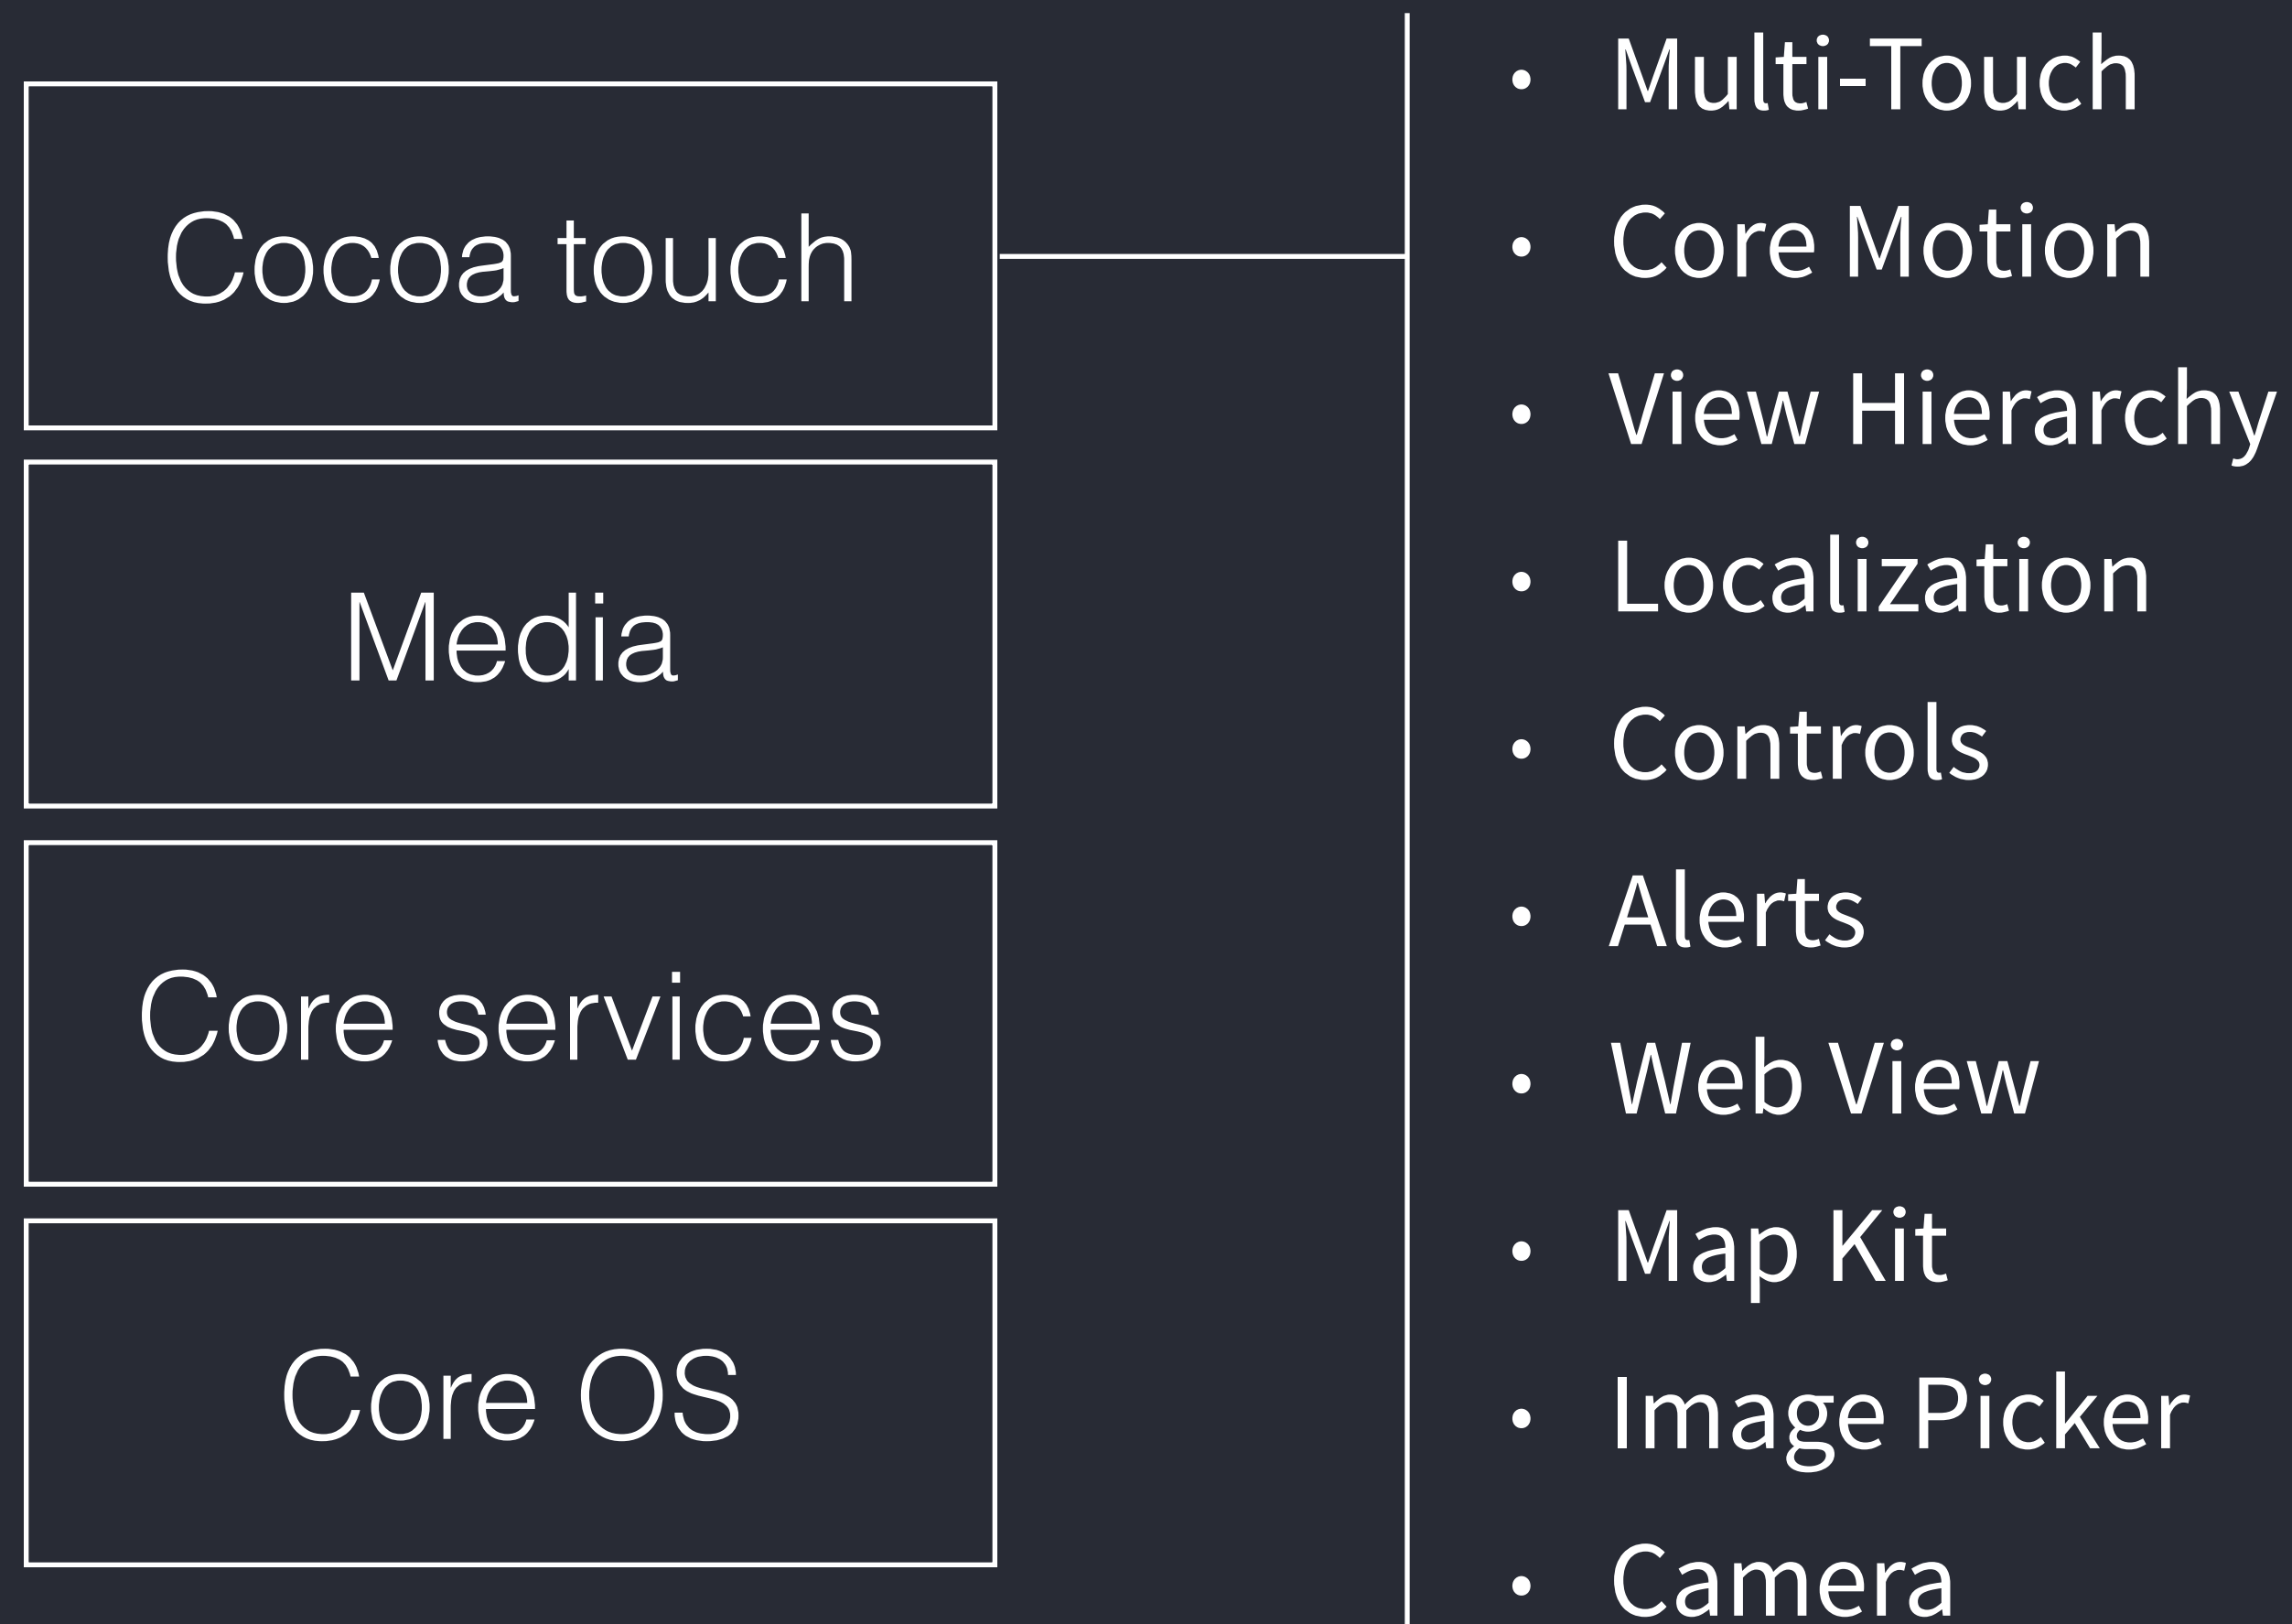 Cocoa touch
Media
Core services
Core OS
• Multi-Touch
• Core Motion
• View Hierarchy
• Localization
• Controls
• Alerts
• Web View
• Map Kit
• Image Picker
• Camera